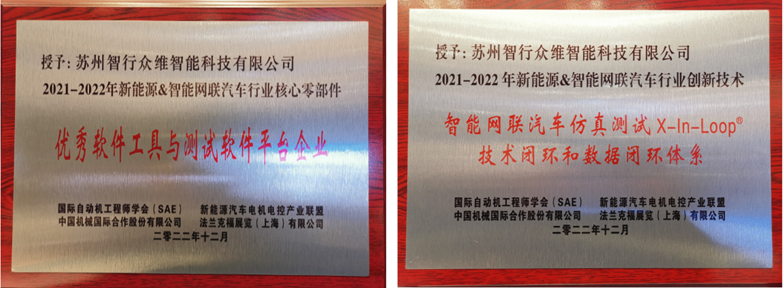 授予：苏州智行众维智能科技有限公司
2021-2022年新能源&智能网联汽车行业核心零部件
优秀软件工具与测试软件平台企业
国际自动机工程师学会（SAE） 新能源汽车电机电控产业联盟
中国机械国际合作股份有限公司 法兰克福展览（上海）有限公司
二零二二年十二月
授予：苏州智行众维智能科技有限公司
2021-2022年新能源&智能网联汽车行业创新技术
智能网联汽车仿真测试X-In-Loop®
技术闭环和数据闭环体系
国际自动机工程师学会（SAE） 新能源汽车电机电控产业联盟
中国机械国际合作股份有限公司 法兰克福展览（上海）有限公司
二零二二年十二月